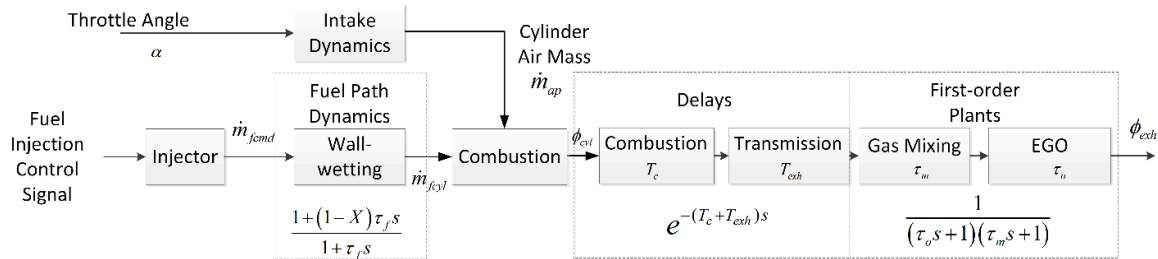 Throttle Angle
α
Intake
Dynamics
Cylinder
Air Mass
ṁ_ap
Fuel
Injection
Control
Signal
Injector
ṁ_fcmd
Fuel Path
Dynamics
Wall-
wetting
ṁ_fcyl
(1+(1−X)τ_f s)/(1+τ_f s)
Combustion
ϕ_cyl
Delays
Combustion
T_c
Transmission
T_exh
e^−(T_c+T_exh)s
First-order
Plants
Gas Mixing
τ_m
EGO
τ_o
1/((τ_o s+1)(τ_m s+1))
ϕ_exh